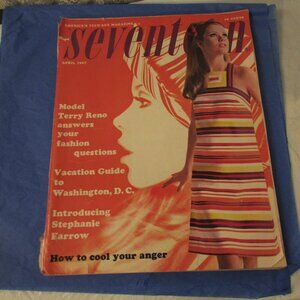 AMERICA'S TEEN-AGE MAGAZINE
seventeen
APRIL 1967
Model
Terry Reno
answers
your
fashion
questions
Vacation Guide
to
Washington, D.C.
Introducing
Stephanie
Farrow
How to cool your anger